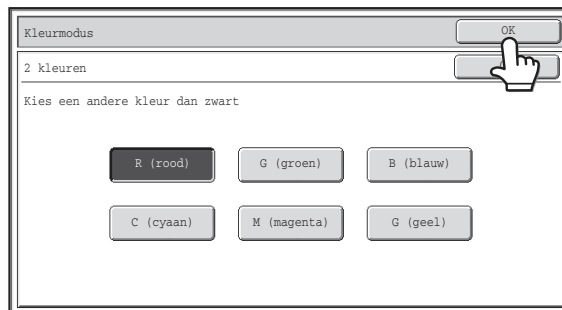 Kleurmodus OK
2 kleuren
Kies een andere kleur dan zwart
R (rood) G (groen) B (blauw)
C (cyaan) M (magenta) G (geel)